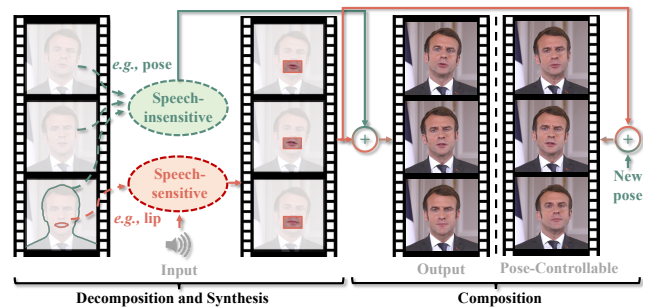 e.g., pose
Speech-
insensitive
Speech-
sensitive
e.g., lip
Input
New
pose
Output
Pose-Controllable
Decomposition and Synthesis
Composition